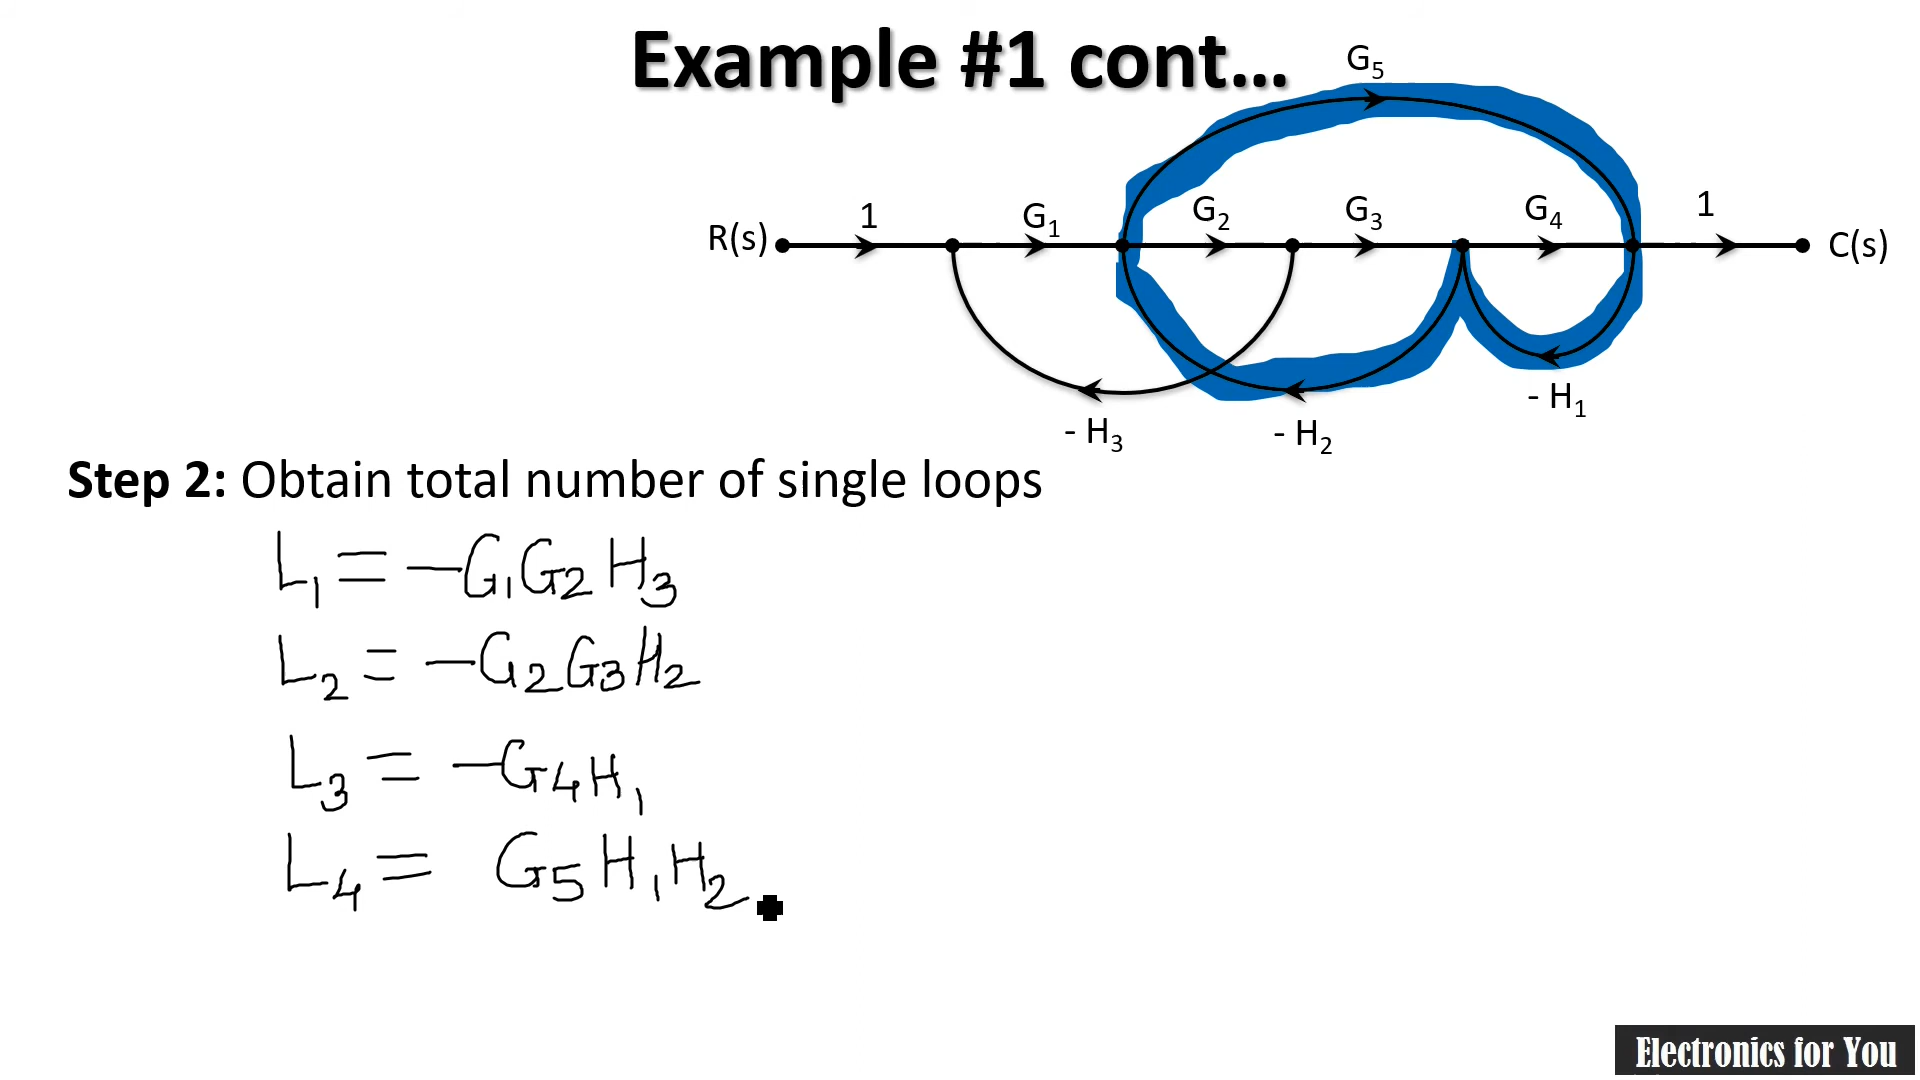 Example #1 cont...
G₅
R(s) 1 G₁ G₂ G₃ G₄ 1 C(s)
- H₃ - H₂ - H₁
Step 2: Obtain total number of single loops
L₁ = -G₁G₂H₃
L₂ = -G₂G₃H₂
L₃ = -G₄H₁
L₄ = G₅H₁H₂
Electronics for You